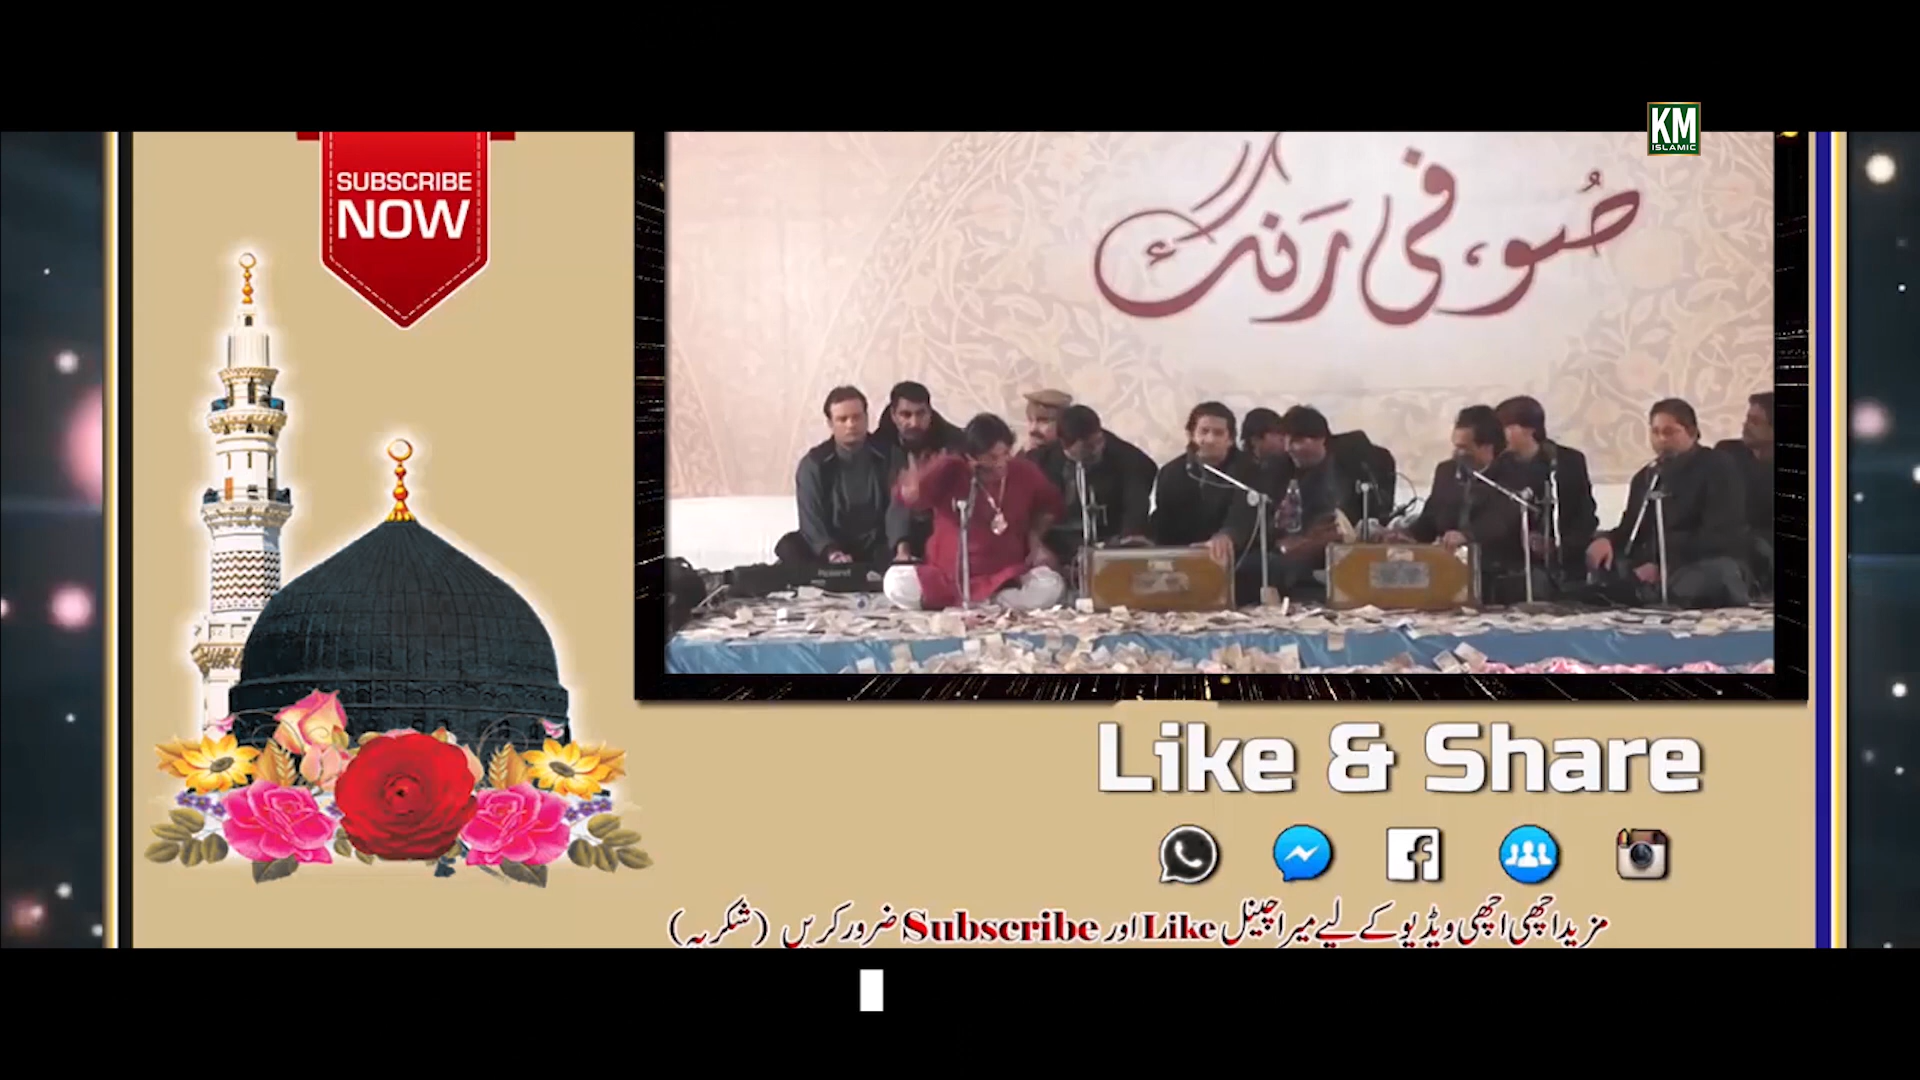 KM
ISLAMIC
SUBSCRIBE
NOW
صوفی رنگ
Roland
Like & Share
مزید اچھی اچھی ویڈیو کے لیے میرا چینل Like اور Subscribe ضرور کریں (شکریہ)